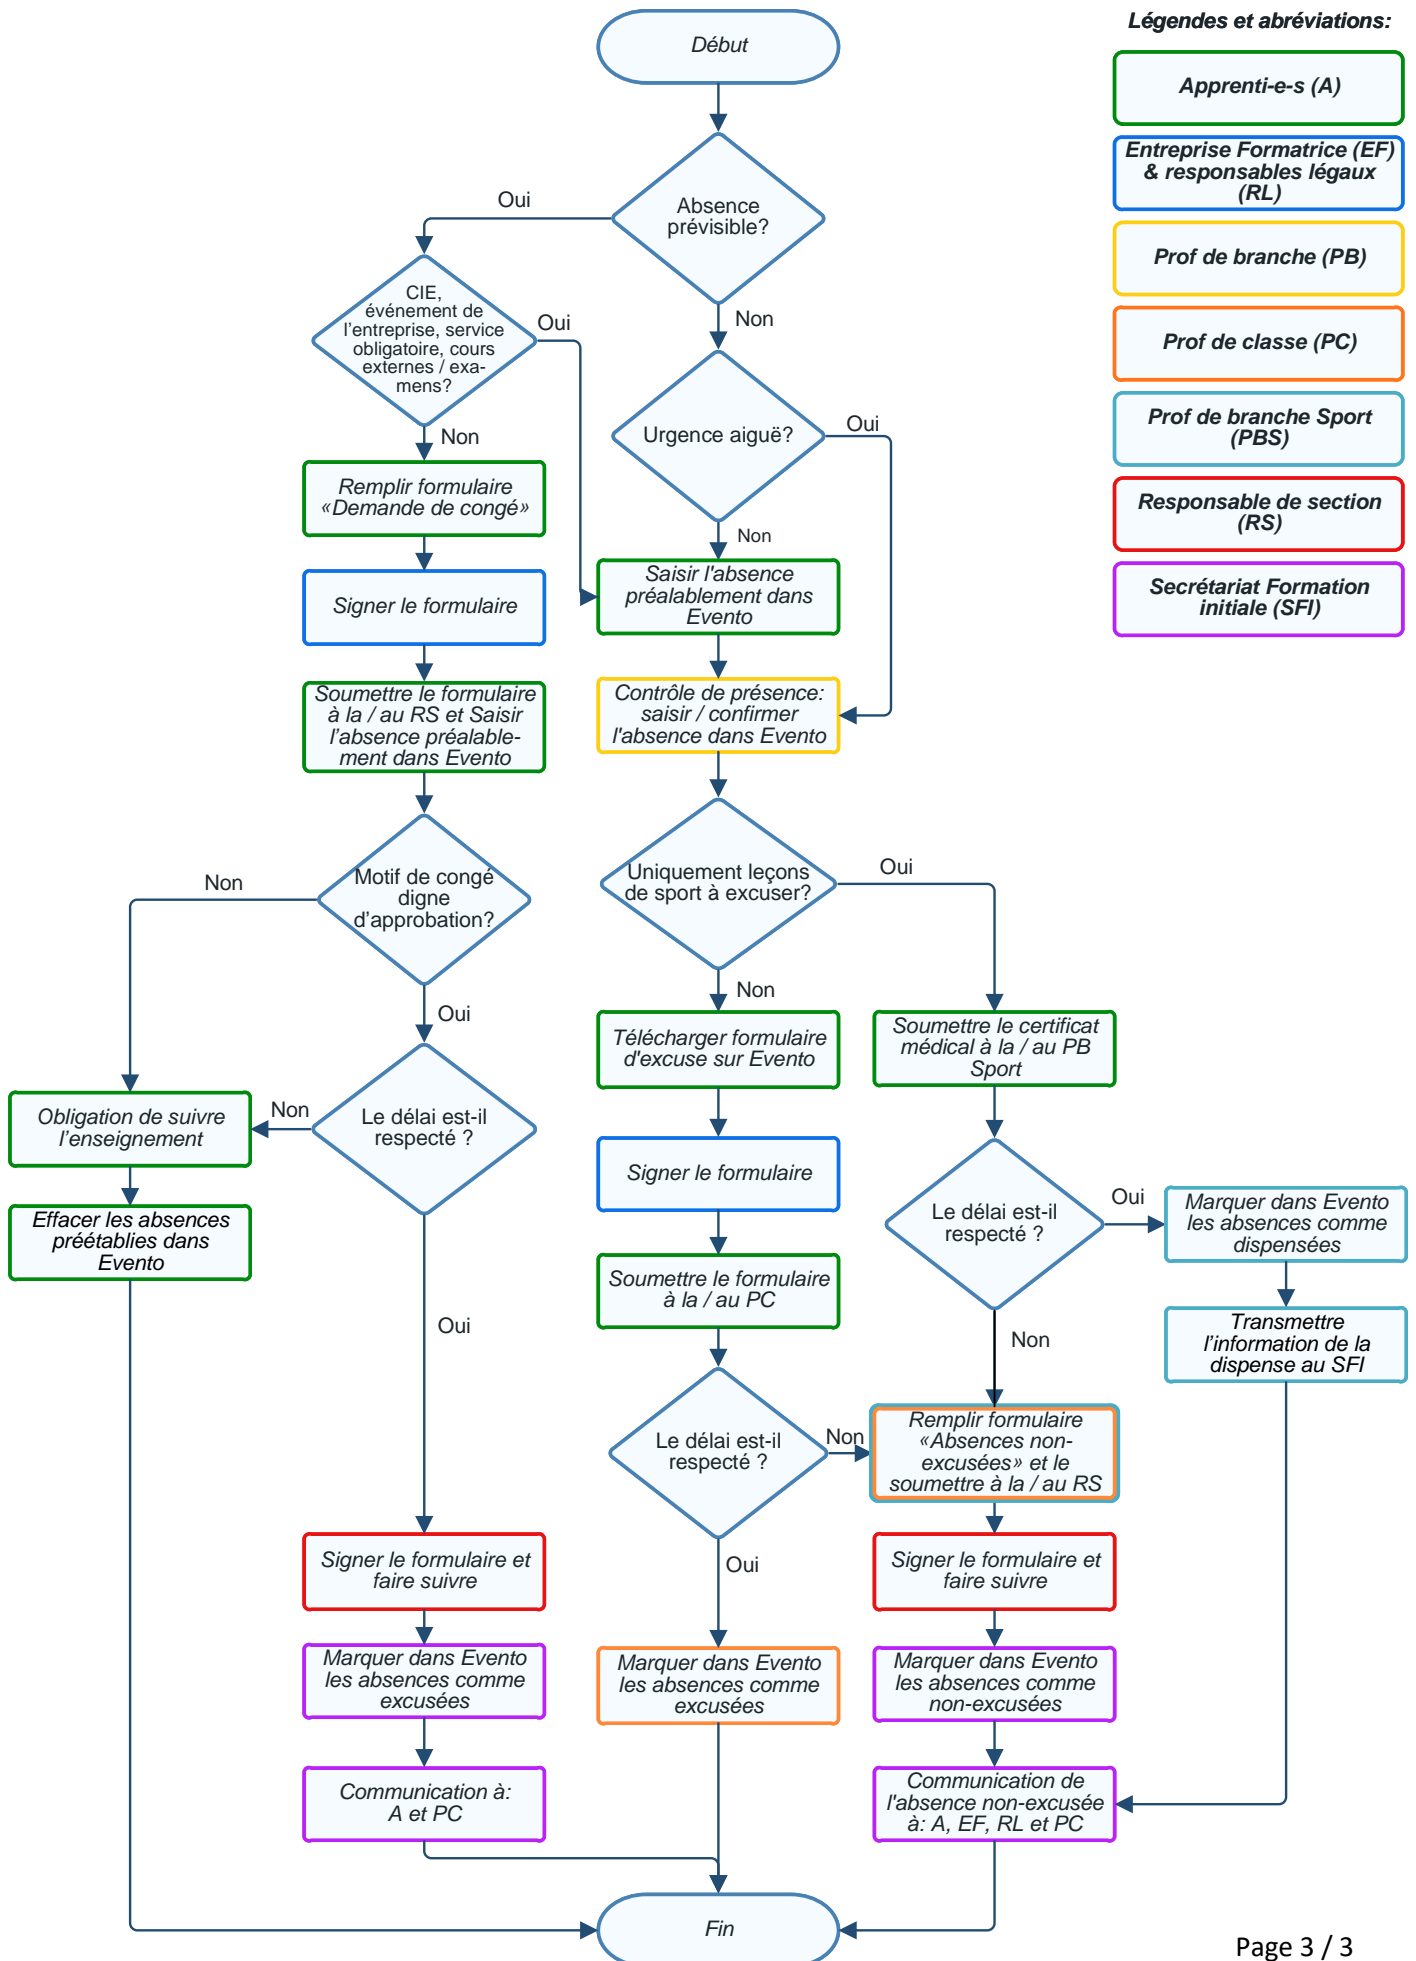 Début
Légendes et abréviations:
Apprenti-e-s (A)
Entreprise Formatrice (EF)
& responsables légaux
(RL)
Prof de branche (PB)
Prof de classe (PC)
Prof de branche Sport
(PBS)
Responsable de section
(RS)
Secrétariat Formation
initiale (SFI)
Absence
prévisible?
Oui
Non
CIE,
événement de
l'entreprise, service
obligatoire, cours
externes / exa-
mens?
Oui
Non
Urgence aiguë?
Oui
Non
Remplir formulaire
«Demande de congé»
Signer le formulaire
Soumettre le formulaire
à la / au RS et Saisir
l'absence préalable-
ment dans Evento
Saisir l'absence
préalablement dans
Evento
Contrôle de présence:
saisir / confirmer
l'absence dans Evento
Motif de congé
digne
d'approbation?
Non
Oui
Uniquement leçons
de sport à excuser?
Oui
Non
Télécharger formulaire
d'excuse sur Evento
Soumettre le certificat
médical à la / au PB
Sport
Obligation de suivre
l'enseignement
Non
Le délai est-il
respecté ?
Oui
Effacer les absences
préétablies dans
Evento
Signer le formulaire
Soumettre le formulaire
à la / au PC
Le délai est-il
respecté ?
Oui
Non
Marquer dans Evento
les absences comme
dispensées
Transmettre
l'information de la
dispense au SFI
Le délai est-il
respecté ?
Non
Oui
Remplir formulaire
«Absences non-
excusées» et le
soumettre à la / au RS
Signer le formulaire et
faire suivre
Signer le formulaire et
faire suivre
Marquer dans Evento
les absences comme
excusées
Marquer dans Evento
les absences comme
excusées
Marquer dans Evento
les absences comme
non-excusées
Communication à:
A et PC
Communication de
l'absence non-excusée
à: A, EF, RL et PC
Fin
Page 3 / 3